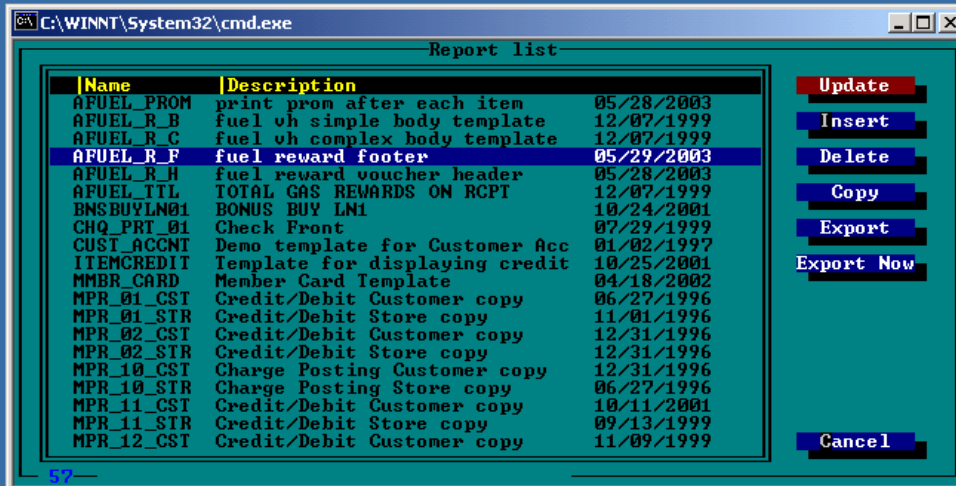 C:\WINNT\System32\cmd.exe
Report list
|Name |Description
AFUEL_PROM print prom after each item 05/28/2003
AFUEL_R_B fuel vh simple body template 12/07/1999
AFUEL_R_C fuel vh complex body template 12/07/1999
AFUEL_R_F fuel reward footer 05/29/2003
AFUEL_R_H fuel reward voucher header 05/28/2003
AFUEL_TTL TOTAL GAS REWARDS ON RCPT 12/07/1999
BNSBUYLN01 BONUS BUY LN1 10/24/2001
CHQ_PRT_01 Check Front 07/29/1999
CUST_ACCNT Demo template for Customer Acc 01/02/1997
ITEMCREDIT Template for displaying credit 10/25/2001
MMBR_CARD Member Card Template 04/18/2002
MPR_01_CST Credit/Debit Customer copy 06/27/1996
MPR_01_STR Credit/Debit Store copy 11/01/1996
MPR_02_CST Credit/Debit Customer copy 12/31/1996
MPR_02_STR Credit/Debit Store copy 12/31/1996
MPR_10_CST Charge Posting Customer copy 12/31/1996
MPR_10_STR Charge Posting Store copy 06/27/1996
MPR_11_CST Credit/Debit Customer copy 10/11/2001
MPR_11_STR Credit/Debit Store copy 09/13/1999
MPR_12_CST Credit/Debit Customer copy 11/09/1999
Update
Insert
Delete
Copy
Export
Export Now
Cancel
57